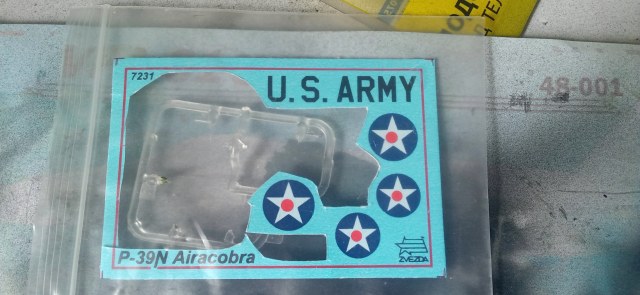 7231
U.S. ARMY
48-001
P-39N Airacobra
ZVEZDA